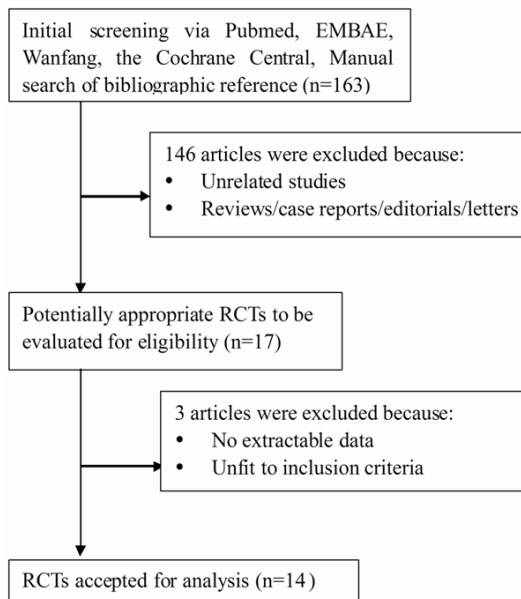 Initial screening via Pubmed, EMBAE,
Wanfang, the Cochrane Central, Manual
search of bibliographic reference (n=163)
146 articles were excluded because:
• Unrelated studies
• Reviews/case reports/editorials/letters
Potentially appropriate RCTs to be
evaluated for eligibility (n=17)
3 articles were excluded because:
• No extractable data
• Unfit to inclusion criteria
RCTs accepted for analysis (n=14)